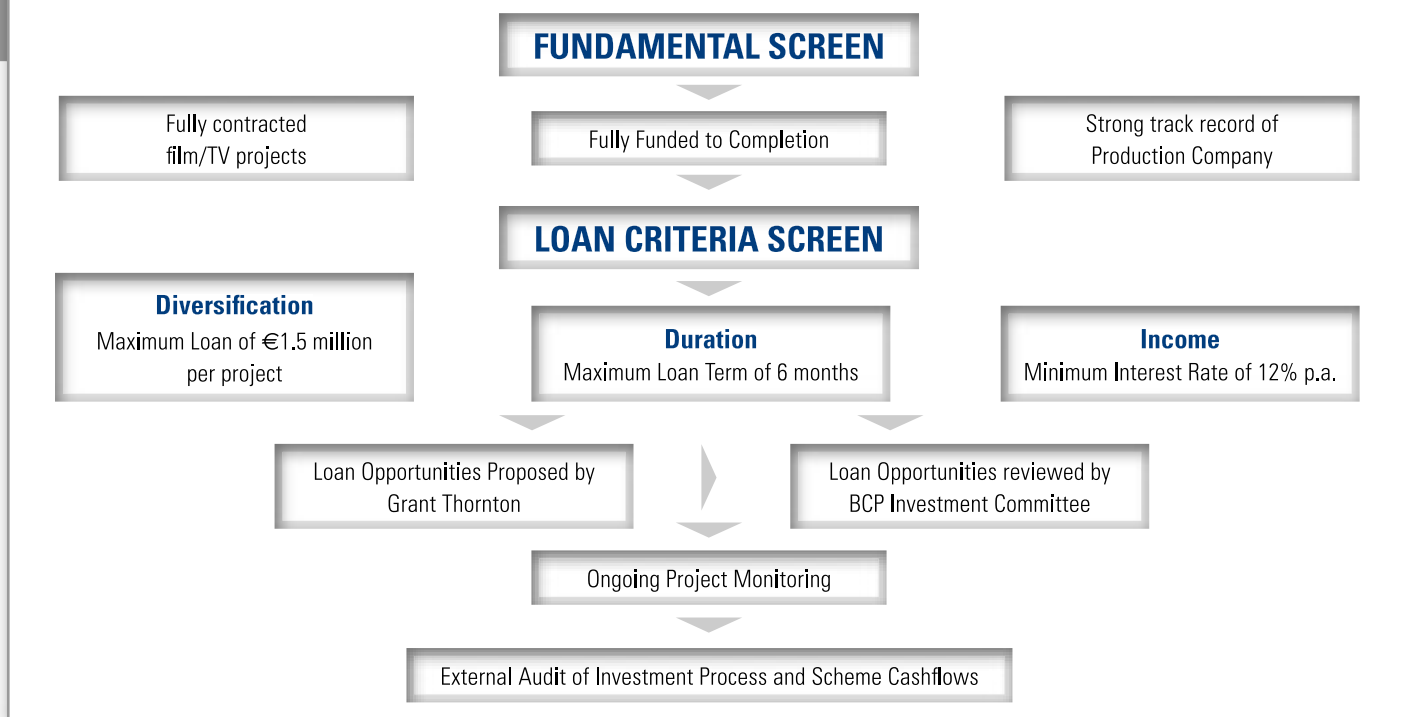 FUNDAMENTAL SCREEN
Fully contracted
film/TV projects
Fully Funded to Completion
Strong track record of
Production Company
LOAN CRITERIA SCREEN
Diversification
Maximum Loan of €1.5 million
per project
Duration
Maximum Loan Term of 6 months
Income
Minimum Interest Rate of 12% p.a.
Loan Opportunities Proposed by
Grant Thornton
Loan Opportunities reviewed by
BCP Investment Committee
Ongoing Project Monitoring
External Audit of Investment Process and Scheme Cashflows